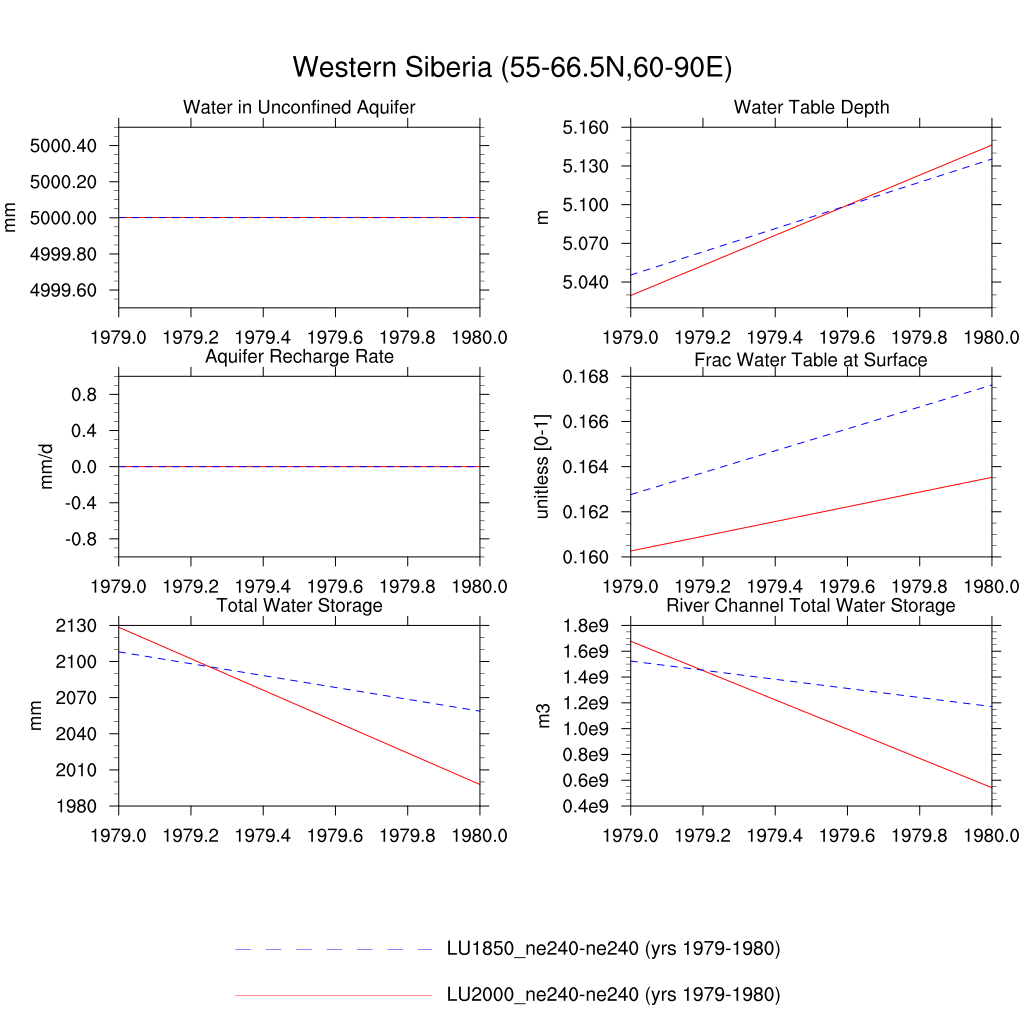 Western Siberia (55-66.5N,60-90E)
Water in Unconfined Aquifer
5000.40
5000.20
5000.00
4999.80
4999.60
mm
1979.0 1979.2 1979.4 1979.6 1979.8 1980.0
Water Table Depth
5.160
5.130
5.100
5.070
5.040
m
1979.0 1979.2 1979.4 1979.6 1979.8 1980.0
Aquifer Recharge Rate
0.8
0.4
0.0
-0.4
-0.8
mm/d
1979.0 1979.2 1979.4 1979.6 1979.8 1980.0
Frac Water Table at Surface
0.168
0.166
0.164
0.162
0.160
unitless [0-1]
1979.0 1979.2 1979.4 1979.6 1979.8 1980.0
Total Water Storage
2130
2100
2070
2040
2010
1980
mm
1979.0 1979.2 1979.4 1979.6 1979.8 1980.0
River Channel Total Water Storage
1.8e9
1.6e9
1.4e9
1.2e9
1.0e9
0.8e9
0.6e9
0.4e9
m3
1979.0 1979.2 1979.4 1979.6 1979.8 1980.0
LU1850_ne240-ne240 (yrs 1979-1980)
LU2000_ne240-ne240 (yrs 1979-1980)